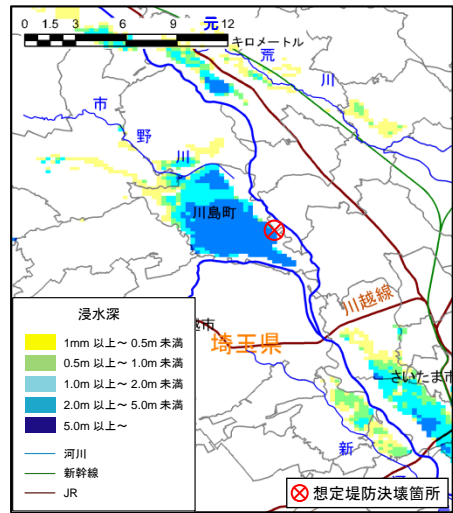 0 1.5 3 6 9 12
キロメートル
元
荒
川
市
野
川
川島町
川越線
埼玉県
さいたま市
新
浸水深
1mm 以上～ 0.5m 未満
0.5m 以上～ 1.0m 未満
1.0m 以上～ 2.0m 未満
2.0m 以上～ 5.0m 未満
5.0m 以上～
河川
新幹線
JR
想定堤防決壊箇所